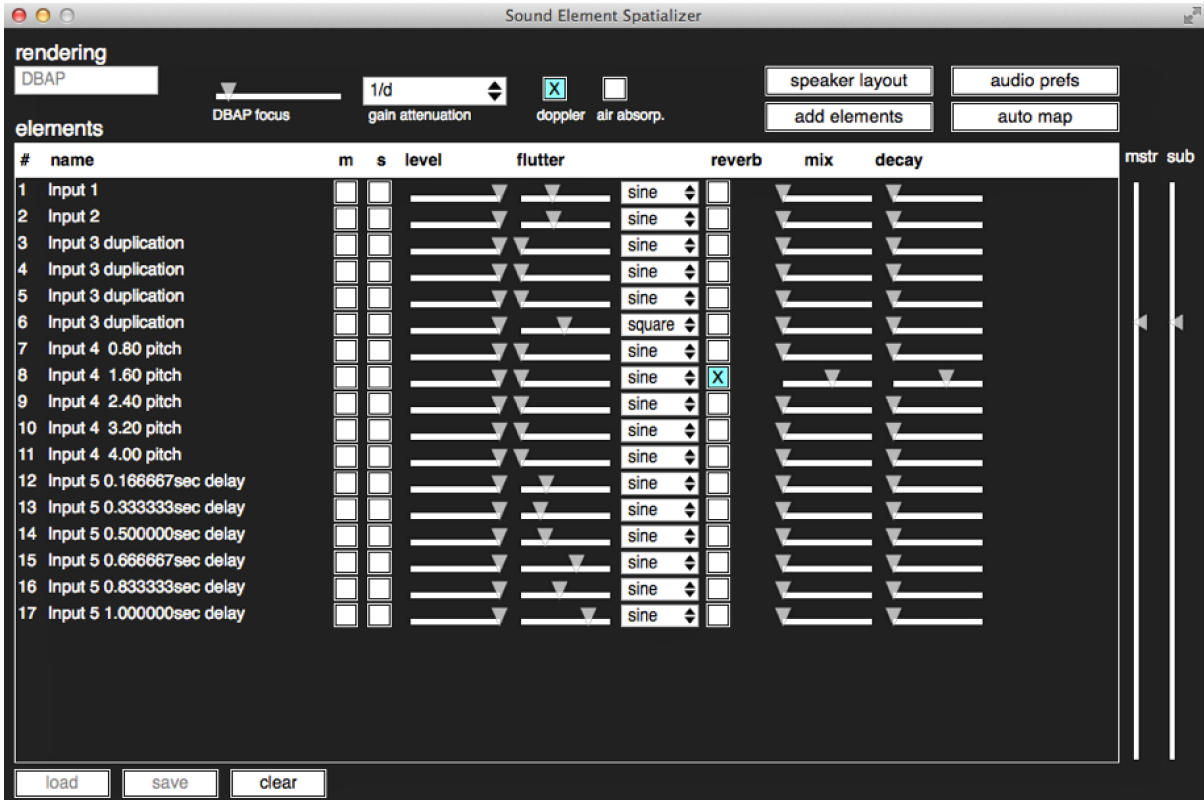 Sound Element Spatializer
rendering
DBAP
1/d
X
speaker layout
audio prefs
DBAP focus
gain attenuation
doppler
air absorp.
add elements
auto map
elements
# name m s level flutter reverb mix decay
mstr sub
1 Input 1 sine
2 Input 2 sine
3 Input 3 duplication sine
4 Input 3 duplication sine
5 Input 3 duplication sine
6 Input 3 duplication square
7 Input 4 0.80 pitch sine
8 Input 4 1.60 pitch sine X
9 Input 4 2.40 pitch sine
10 Input 4 3.20 pitch sine
11 Input 4 4.00 pitch sine
12 Input 5 0.166667sec delay sine
13 Input 5 0.333333sec delay sine
14 Input 5 0.500000sec delay sine
15 Input 5 0.666667sec delay sine
16 Input 5 0.833333sec delay sine
17 Input 5 1.000000sec delay sine
load save clear